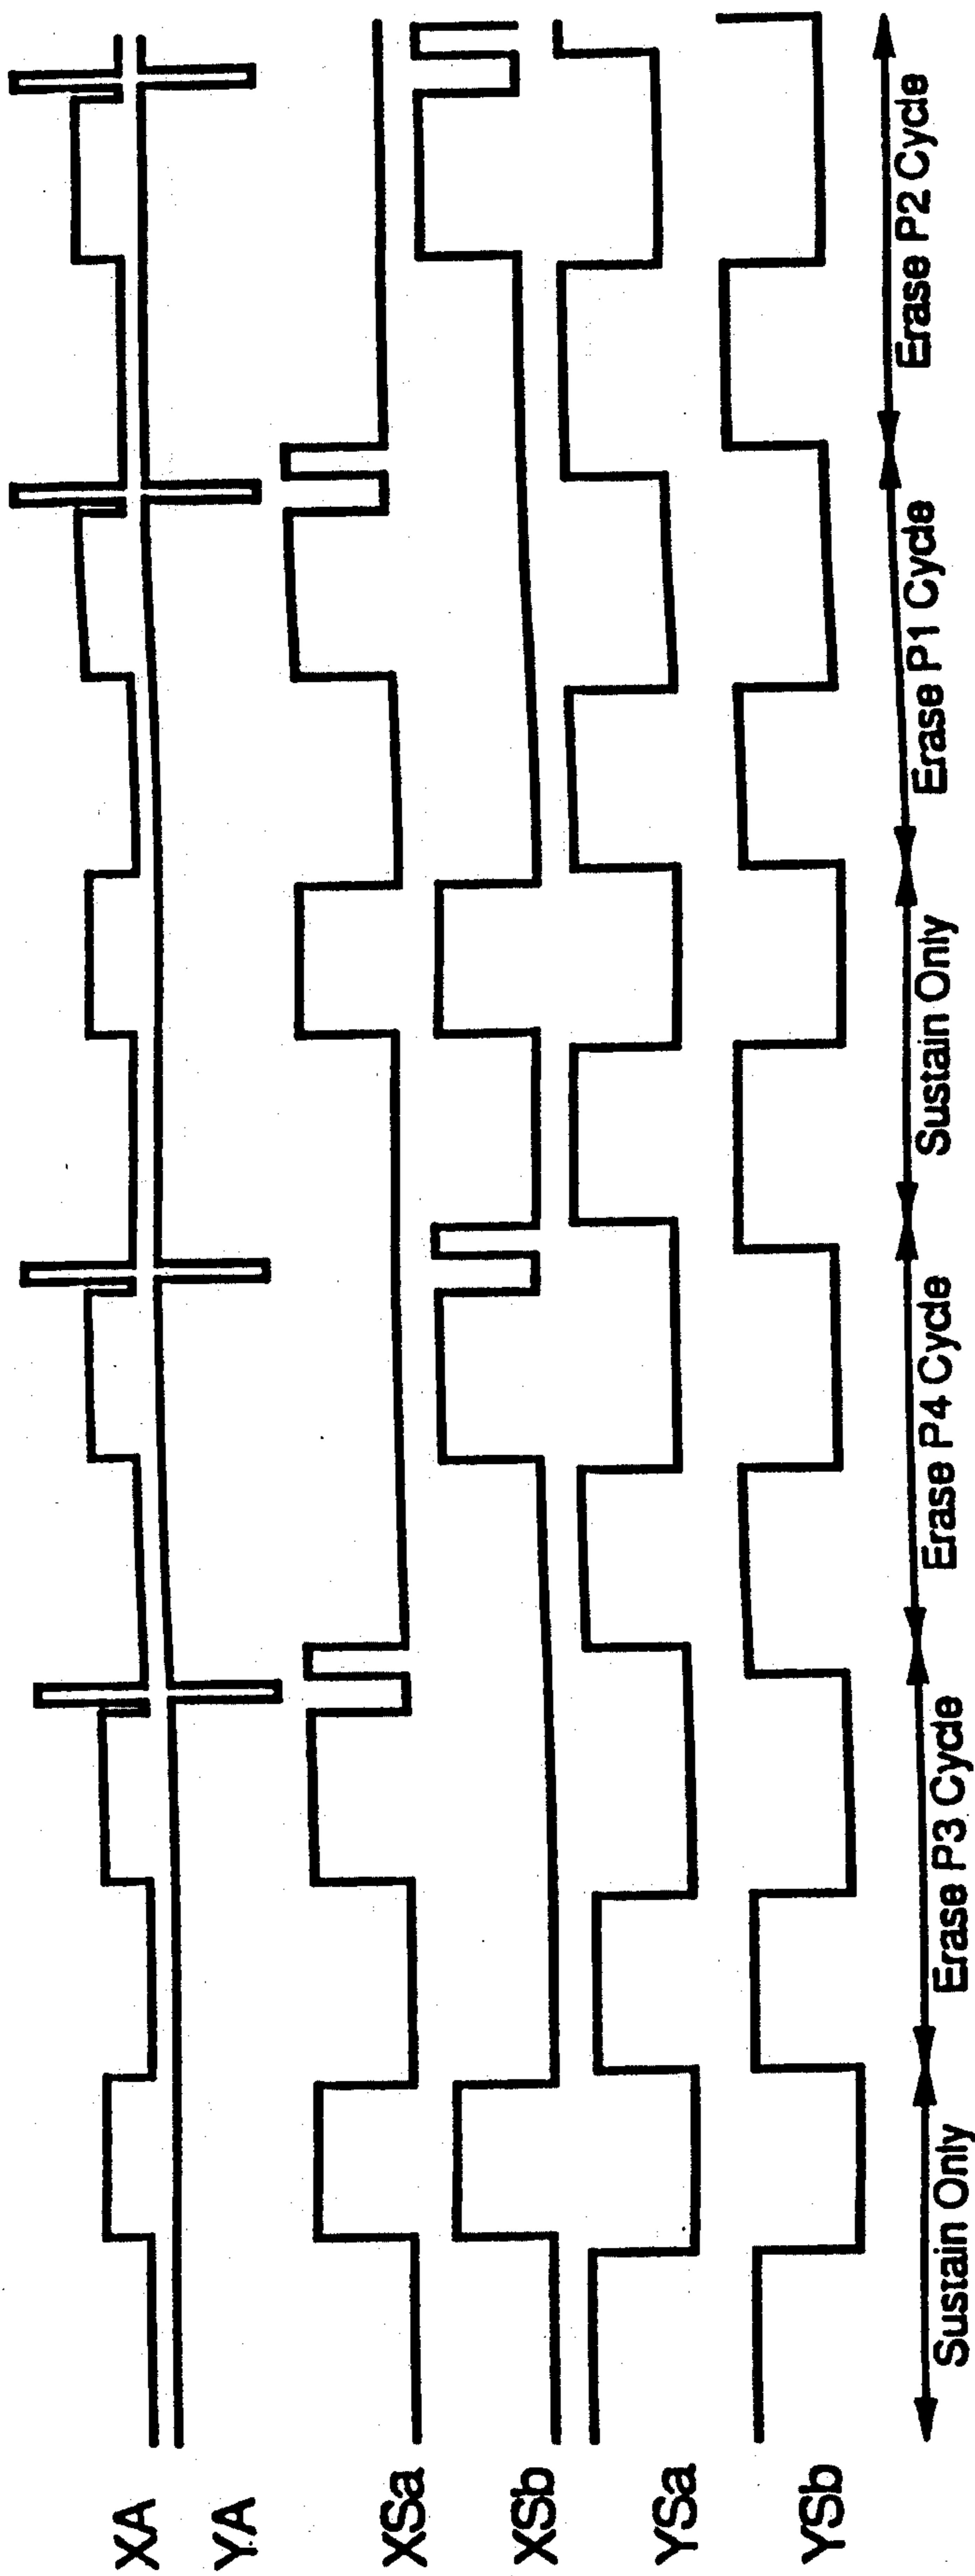 XA
YA
XSa
XSb
YSa
YSb
Sustain Only
Erase P3 Cycle
Erase P4 Cycle
Sustain Only
Erase P1 Cycle
Erase P2 Cycle